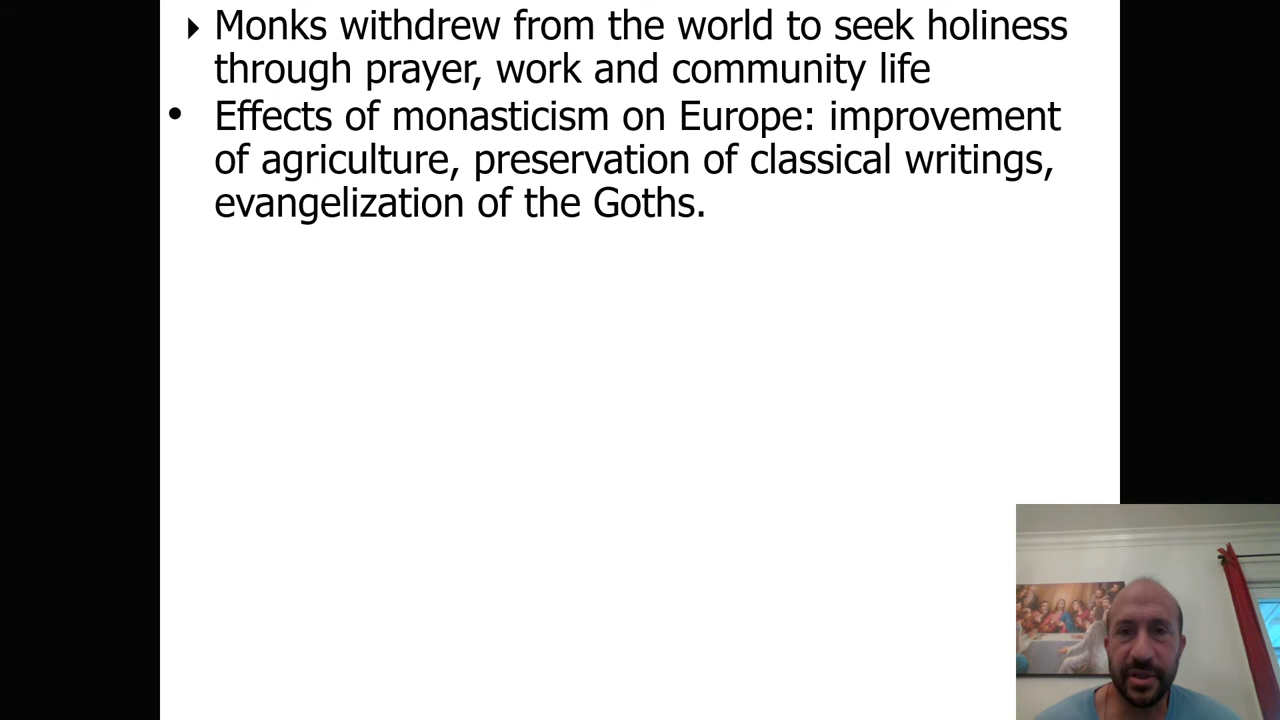 Monks withdrew from the world to seek holiness
through prayer, work and community life
• Effects of monasticism on Europe: improvement
of agriculture, preservation of classical writings,
evangelization of the Goths.